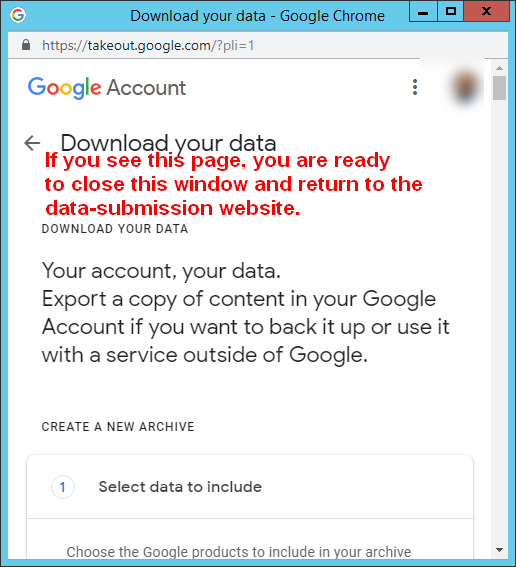 Download your data - Google Chrome
https://takeout.google.com/?pli=1
Google Account
Download your data
If you see this page, you are ready
to close this window and return to the
data-submission website.
DOWNLOAD YOUR DATA
Your account, your data.
Export a copy of content in your Google
Account if you want to back it up or use it
with a service outside of Google.
CREATE A NEW ARCHIVE
1 Select data to include
Choose the Google products to include in your archive